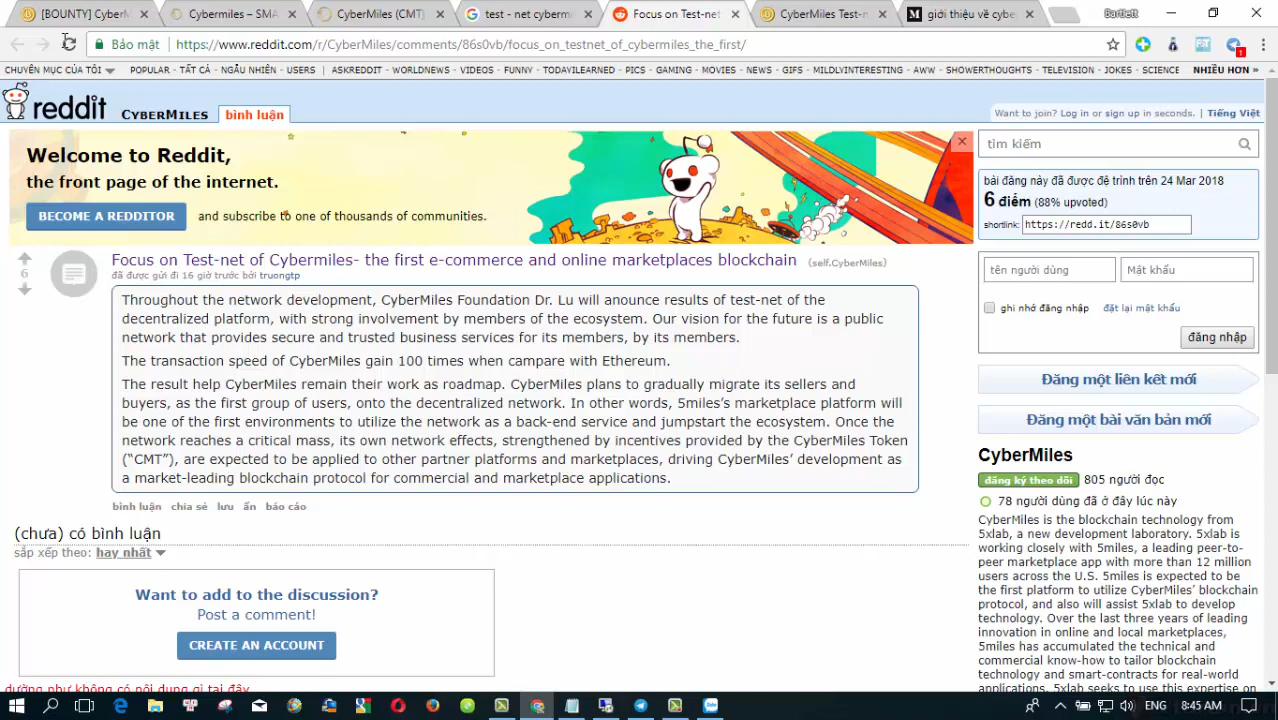 [BOUNTY] CyberM
Cybermiles – SMA
CyberMiles (CMT)
test - net cyberm
Focus on Test-net
CyberMiles Test-n
giới thiệu về cybe
Bartlett
Bảo mật
https://www.reddit.com/r/CyberMiles/comments/86s0vb/focus_on_testnet_of_cybermiles_the_first/
CHUYÊN MỤC CỦA TÔI
POPULAR - TẤT CẢ - NGẪU NHIÊN - USERS | ASKREDDIT - WORLDNEWS - VIDEOS - FUNNY - TODAYILEARNED - PICS - GAMING - MOVIES - NEWS - GIFS - MILDLYINTERESTING - AWW - SHOWERTHOUGHTS - TELEVISION - JOKES - SCIENCE
NHIỀU HƠN »
reddit
CYBERMILES
bình luận
Want to join? Log in or sign up in seconds. | Tiếng Việt
Welcome to Reddit,
the front page of the internet.
BECOME A REDDITOR
and subscribe to one of thousands of communities.
tìm kiếm
bài đăng này đã được đệ trình trên 24 Mar 2018
6 điểm (88% upvoted)
shortlink: https://redd.it/86s0vb
tên người dùng
Mật khẩu
ghi nhớ đăng nhập
đặt lại mật khẩu
đăng nhập
Đăng một liên kết mới
Đăng một bài văn bản mới
6
Focus on Test-net of Cybermiles- the first e-commerce and online marketplaces blockchain (self.CyberMiles)
đã được gửi đi 16 giờ trước bởi truongtp
Throughout the network development, CyberMiles Foundation Dr. Lu will anounce results of test-net of the
decentralized platform, with strong involvenent by members of the ecosystem. Our vision for the future is a public
network that provides secure and trusted business services for its members, by its members.
The transaction speed of CyberMiles gain 100 times when campare with Ethereum.
The result help CyberMiles remain their work as roadmap. CyberMiles plans to gradually migrate its sellers and
buyers, as the first group of users, onto the decentralized network. In other words, 5miles’s marketplace platform will
be one of the first environments to utilize the network as a back-end service and jumpstart the ecosystem. Once the
network reaches a critical mass, its own network effects, strengthened by incentives provided by the CyberMiles Token
(“CMT”), are expected to be applied to other partner platforms and marketplaces, driving CyberMiles’ development as
a market-leading blockchain protocol for commercial and marketplace applications.
bình luận chia sẻ lưu ẩn báo cáo
(chưa) có bình luận
sắp xếp theo: hay nhất
Want to add to the discussion?
Post a comment!
CREATE AN ACCOUNT
dường như không có nội dung gì tại đây
CyberMiles
đăng ký theo dõi 805 người đọc
78 người dùng đã ở đây lúc này
CyberMiles is the blockchain technology from
5xlab, a new development laboratory. 5xlab is
working closely with 5miles, a leading peer-to-
peer marketplace app with more than 12 million
users across the U.S. 5miles is expected to be
the first platform to utilize CyberMiles’ blockchain
protocol, and also will assist 5xlab to develop
technology. Over the last three years of leading
innovation in online and local marketplaces,
5miles has accumulated the technical and
commercial know-how to tailor blockchain
technology and smart-contracts for real-world
applications. 5xlab seeks to use this expertise on
ENG
8:45 AM